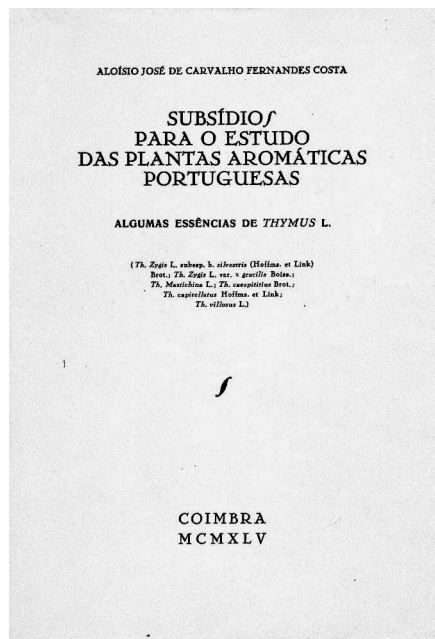 ALOÍSIO JOSÉ DE CARVALHO FERNANDES COSTA
SUBSÍDIOS
PARA O ESTUDO
DAS PLANTAS AROMÁTICAS
PORTUGUESAS
ALGUMAS ESSÊNCIAS DE THYMUS L.
(Th. Zygis L. subsp. b. silvestris (Hoffms. et Link)
Brot.; Th. Zygis L. var. α gracilis Boiss.;
Th. Mastichina L.; Th. caespititius Brot.;
Th. capitellatus Hoffms. et Link;
Th. villosus L.)
COIMBRA
MCMXLV